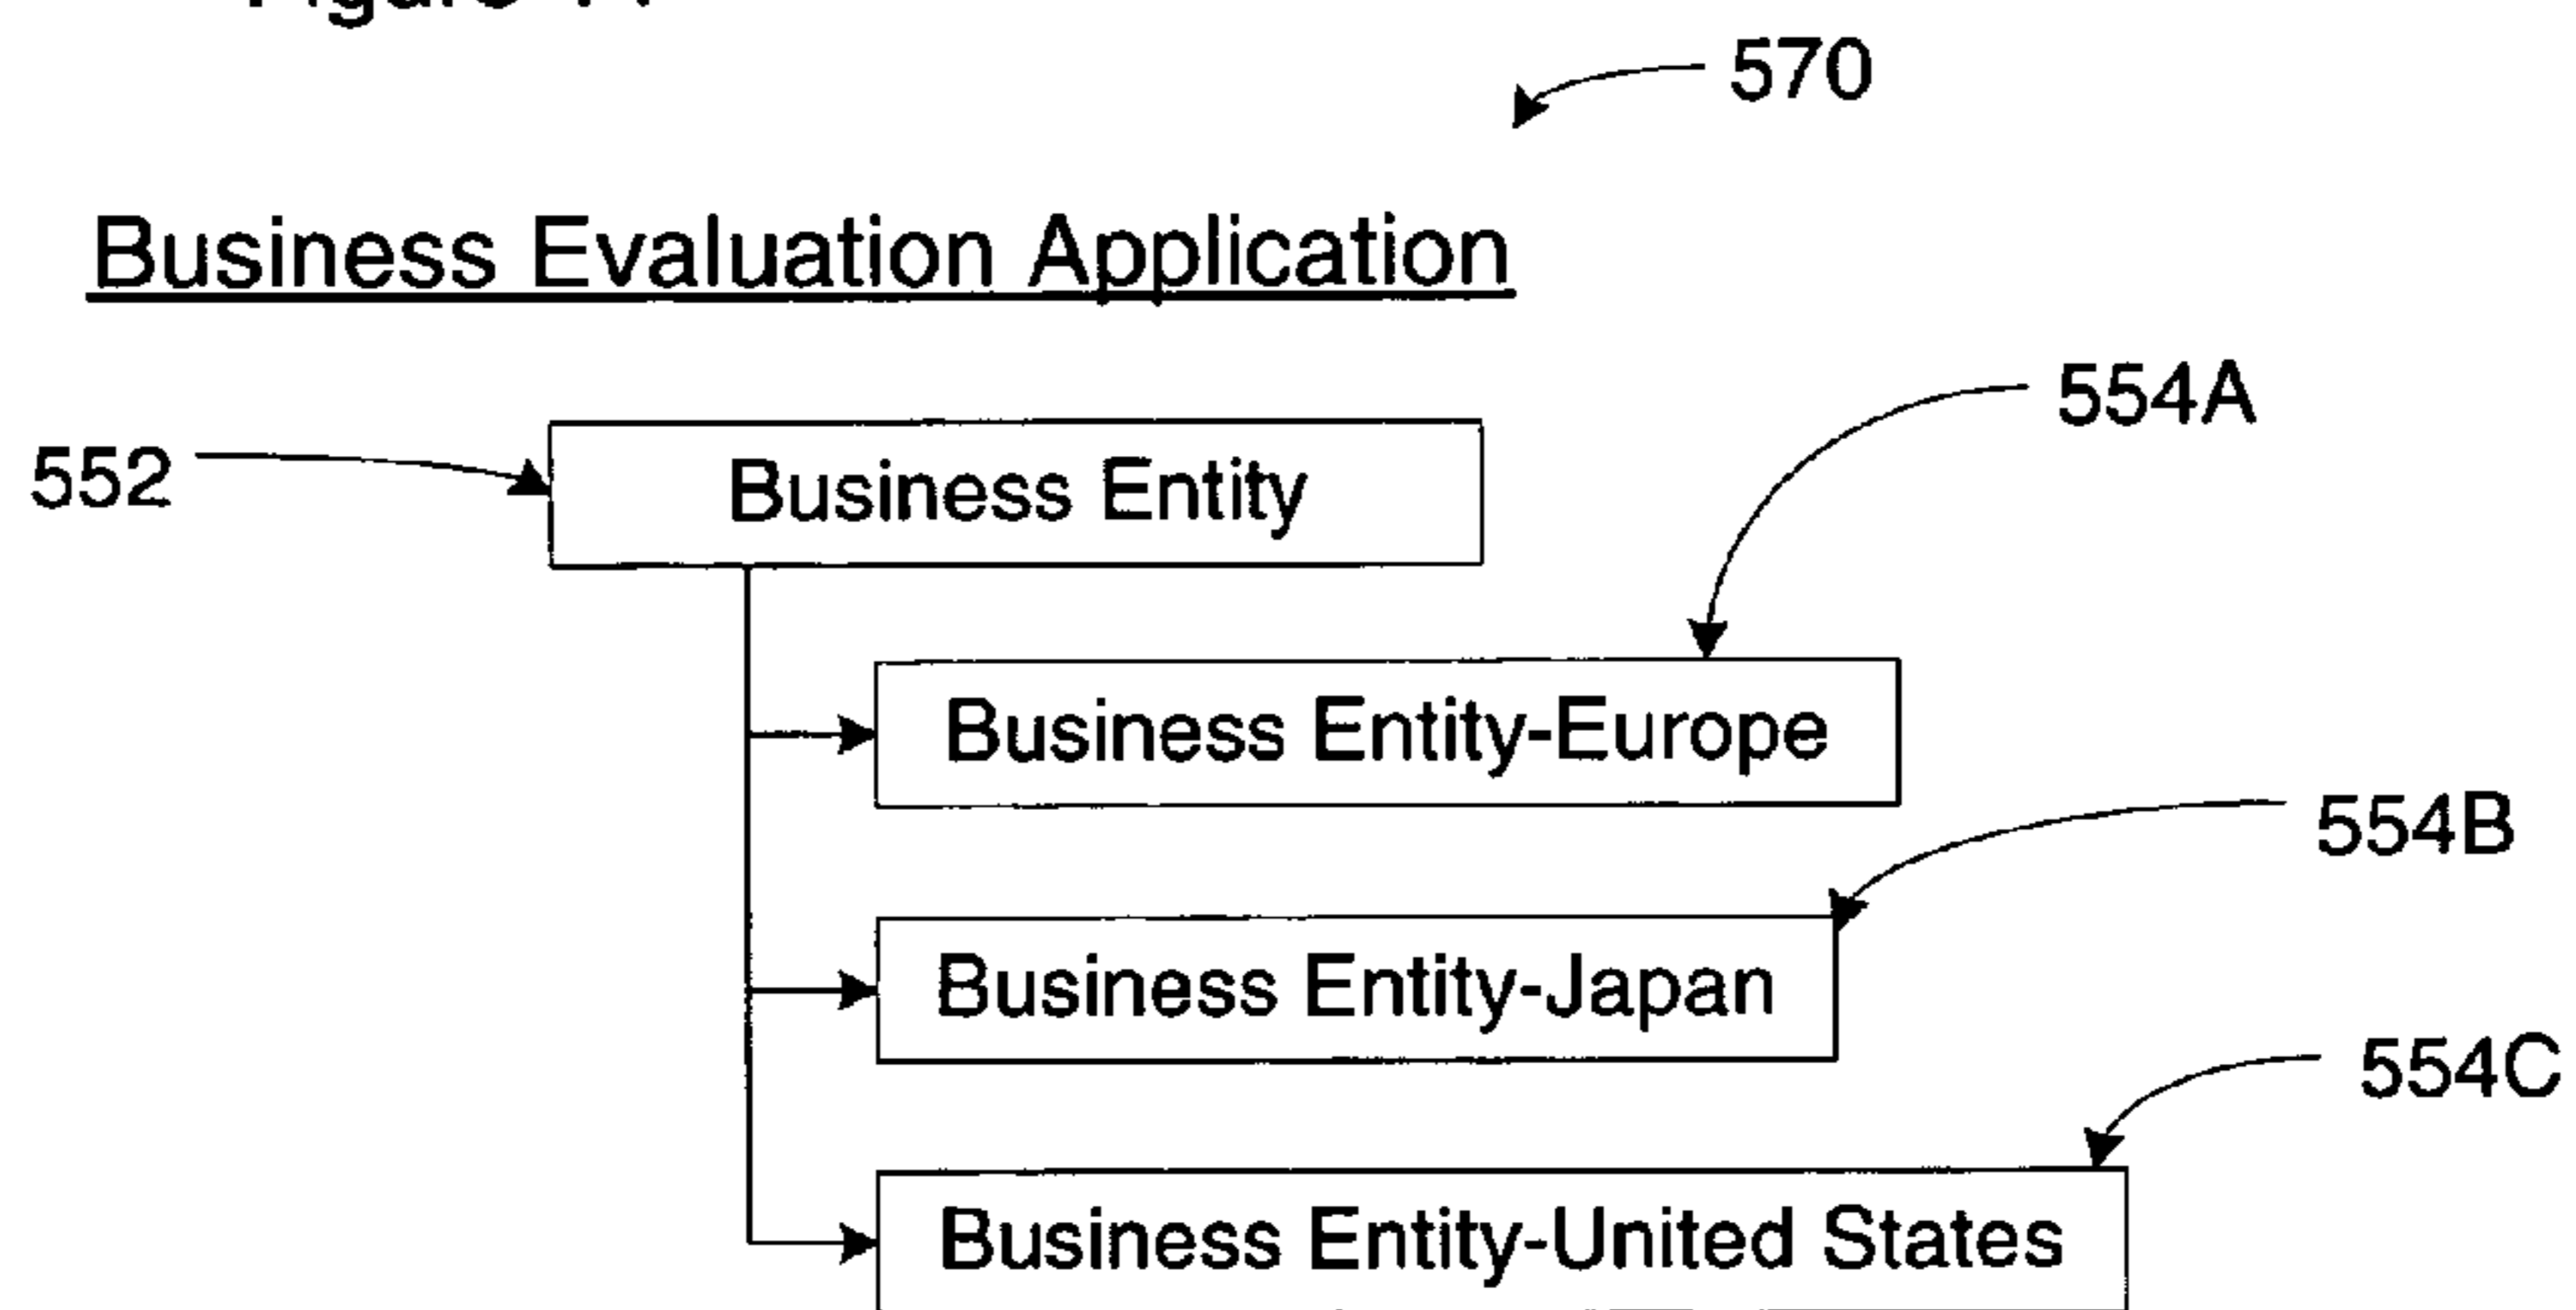 Figure
570
Business Evaluation Application
554A
552
Business Entity
Business Entity-Europe
554B
Business Entity-Japan
554C
Business Entity-United States